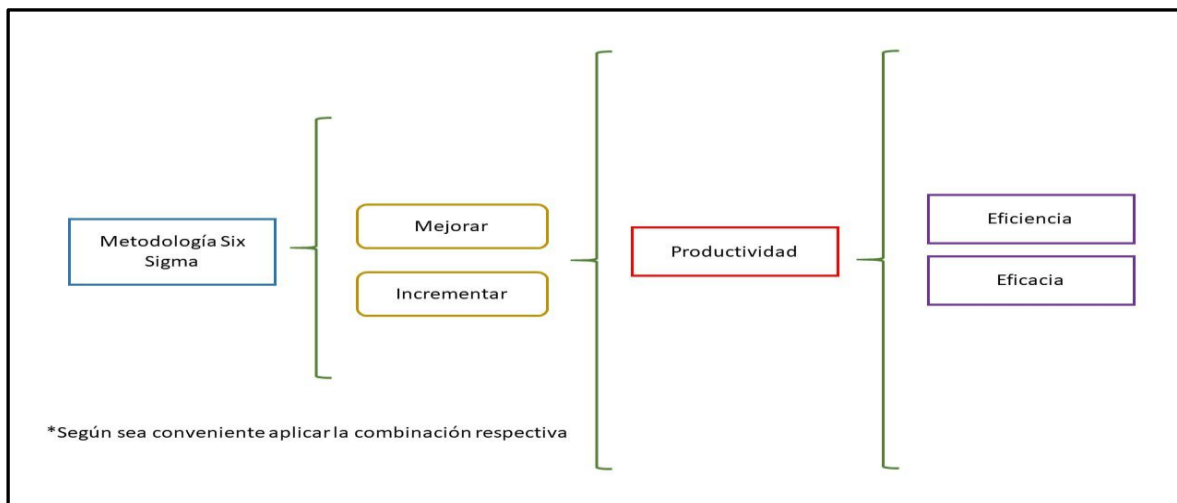 Metodología Six
Sigma
Mejorar
Incrementar
Productividad
Eficiencia
Eficacia
*Según sea conveniente aplicar la combinación respectiva